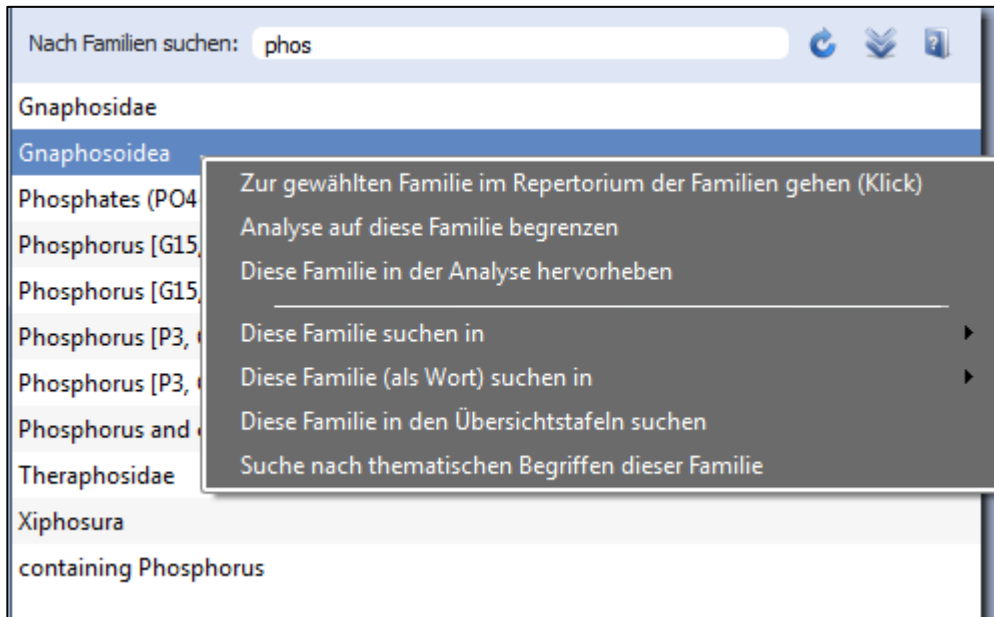 Nach Familien suchen: phos
Gnaphosidae
Gnaphosoidea
Zur gewählten Familie im Repertorium der Familien gehen (Klick)
Phosphates (PO4
Analyse auf diese Familie begrenzen
Phosphorus [G15,
Diese Familie in der Analyse hervorheben
Phosphorus [G15,
Phosphorus [P3,
Diese Familie suchen in
Phosphorus [P3,
Diese Familie (als Wort) suchen in
Phosphorus and
Diese Familie in den Übersichtstafeln suchen
Theraphosidae
Suche nach thematischen Begriffen dieser Familie
Xiphosura
containing Phosphorus